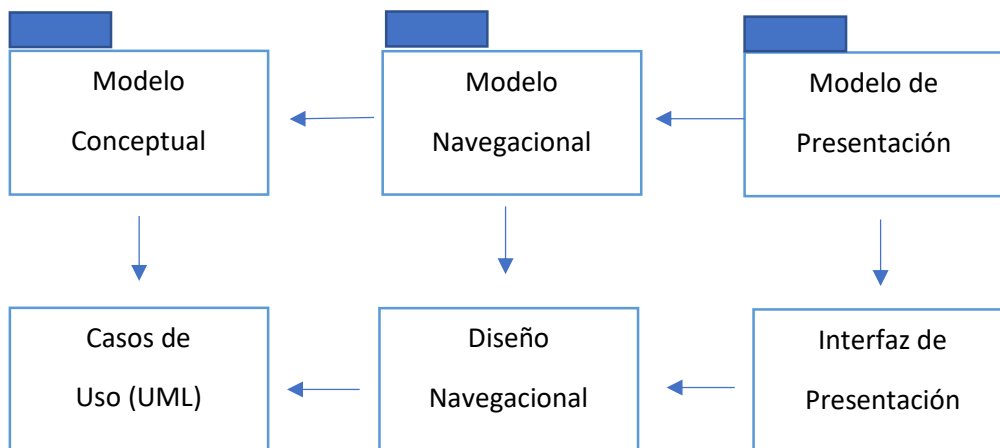 Modelo
Conceptual
Modelo
Navegacional
Modelo de
Presentación
Casos de
Uso (UML)
Diseño
Navegacional
Interfaz de
Presentación